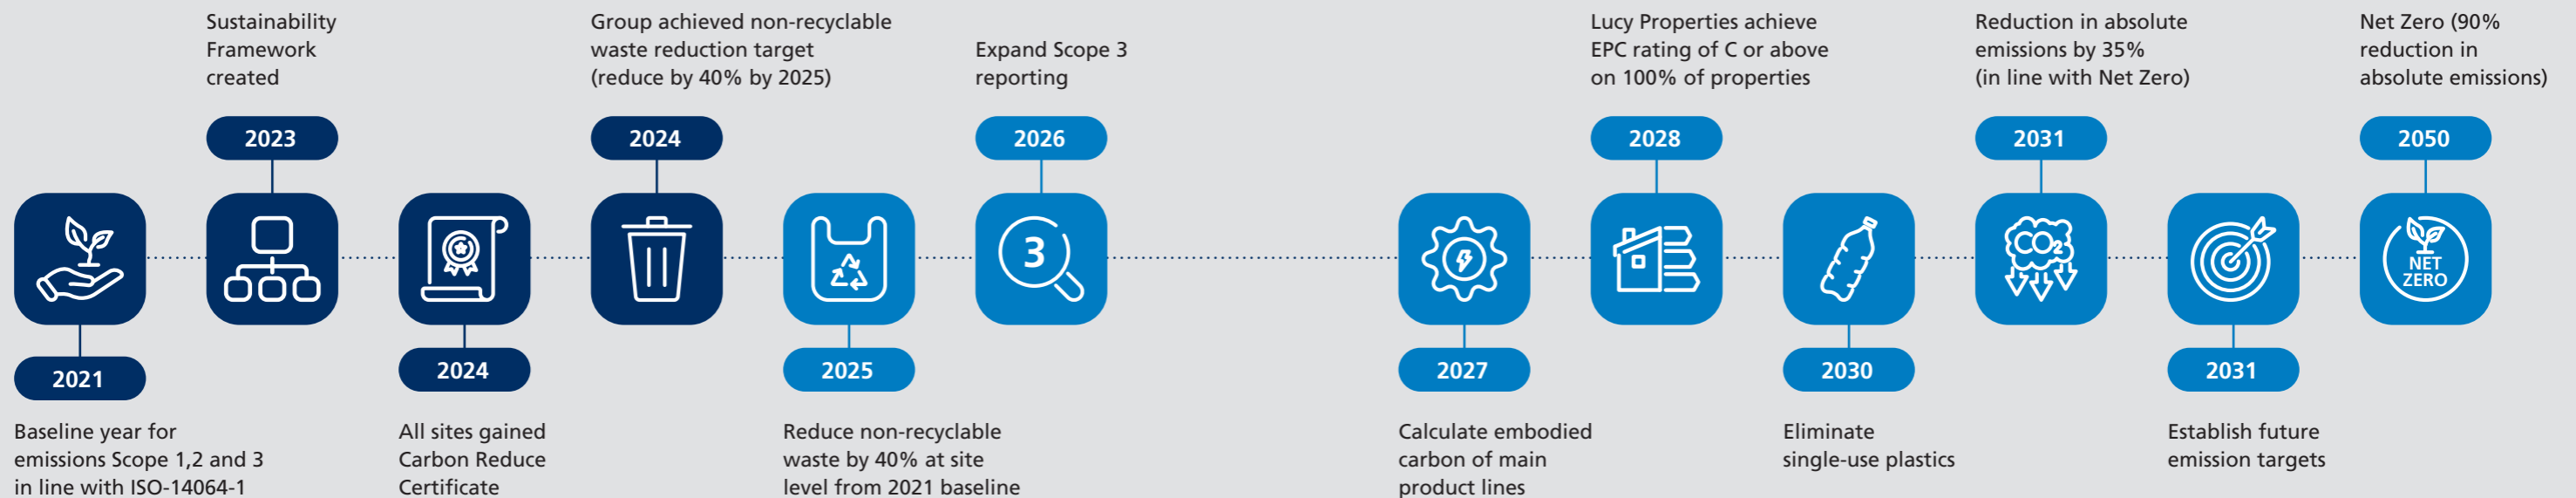 Baseline year for
emissions Scope 1,2 and 3
in line with ISO-14064-1
2021
Sustainability
Framework
created
2023
2024
All sites gained
Carbon Reduce
Certificate
Group achieved non-recyclable
waste reduction target
(reduce by 40% by 2025)
2024
2025
Reduce non-recyclable
waste by 40% at site
level from 2021 baseline
Expand Scope 3
reporting
2026
3
2027
Calculate embodied
carbon of main
product lines
Lucy Properties achieve
EPC rating of C or above
on 100% of properties
2028
2030
Eliminate
single-use plastics
Reduction in absolute
emissions by 35%
(in line with Net Zero)
2031
CO2
2031
Establish future
emission targets
Net Zero (90%
reduction in
absolute emissions)
2050
NET
ZERO